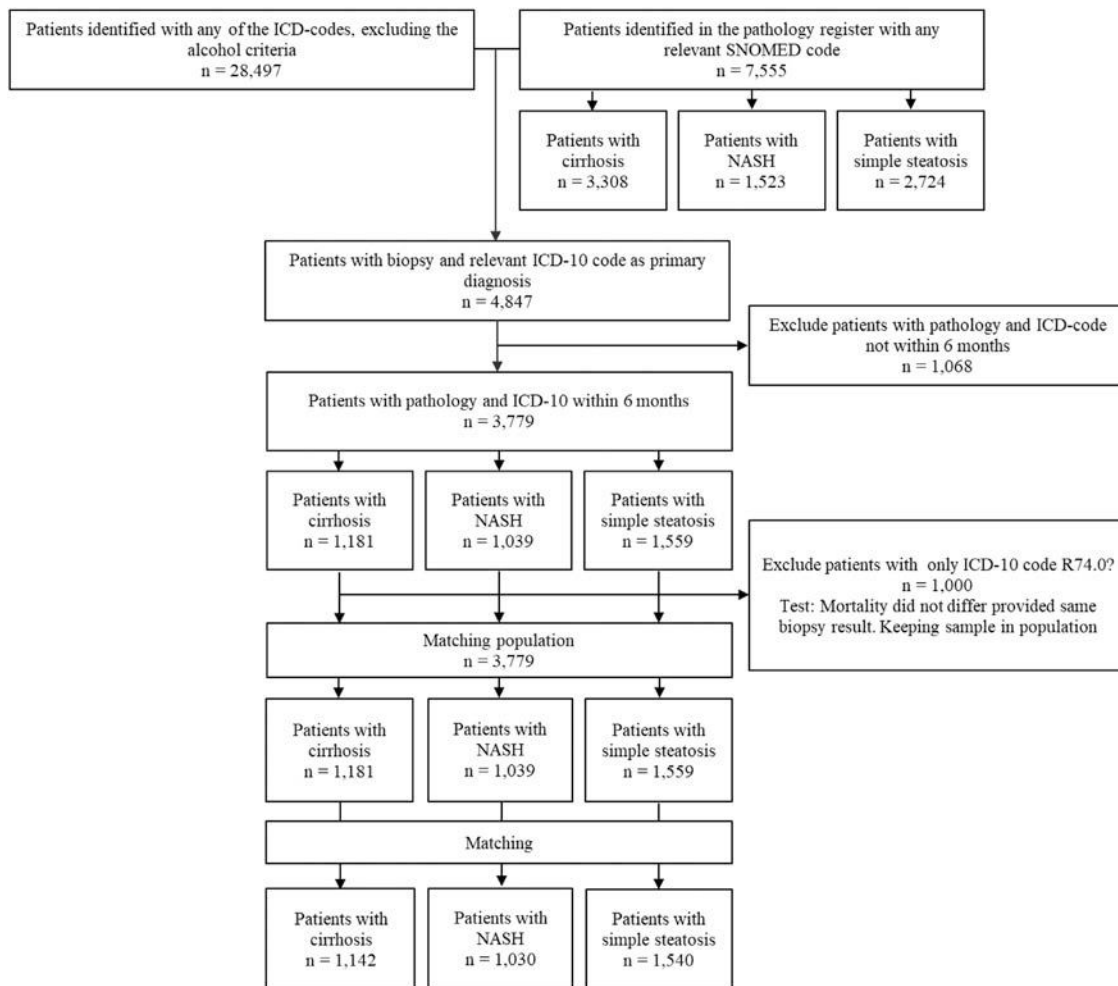 Patients identified with any of the ICD-codes, excluding the
alcohol criteria
n = 28,497
Patients identified in the pathology register with any
relevant SNOMED code
n = 7,555
Patients with
cirrhosis
n = 3,308
Patients with
NASH
n = 1,523
Patients with
simple steatosis
n = 2,724
Patients with biopsy and relevant ICD-10 code as primary
diagnosis
n = 4,847
Exclude patients with pathology and ICD-code
not within 6 months
n = 1,068
Patients with pathology and ICD-10 within 6 months
n = 3,779
Patients with
cirrhosis
n = 1,181
Patients with
NASH
n = 1,039
Patients with
simple steatosis
n = 1,559
Exclude patients with only ICD-10 code R74.0?
n = 1,000
Test: Mortality did not differ provided same
biopsy result. Keeping sample in population
Matching population
n = 3,779
Patients with
cirrhosis
n = 1,181
Patients with
NASH
n = 1,039
Patients with
simple steatosis
n = 1,559
Matching
Patients with
cirrhosis
n = 1,142
Patients with
NASH
n = 1,030
Patients with
simple steatosis
n = 1,540